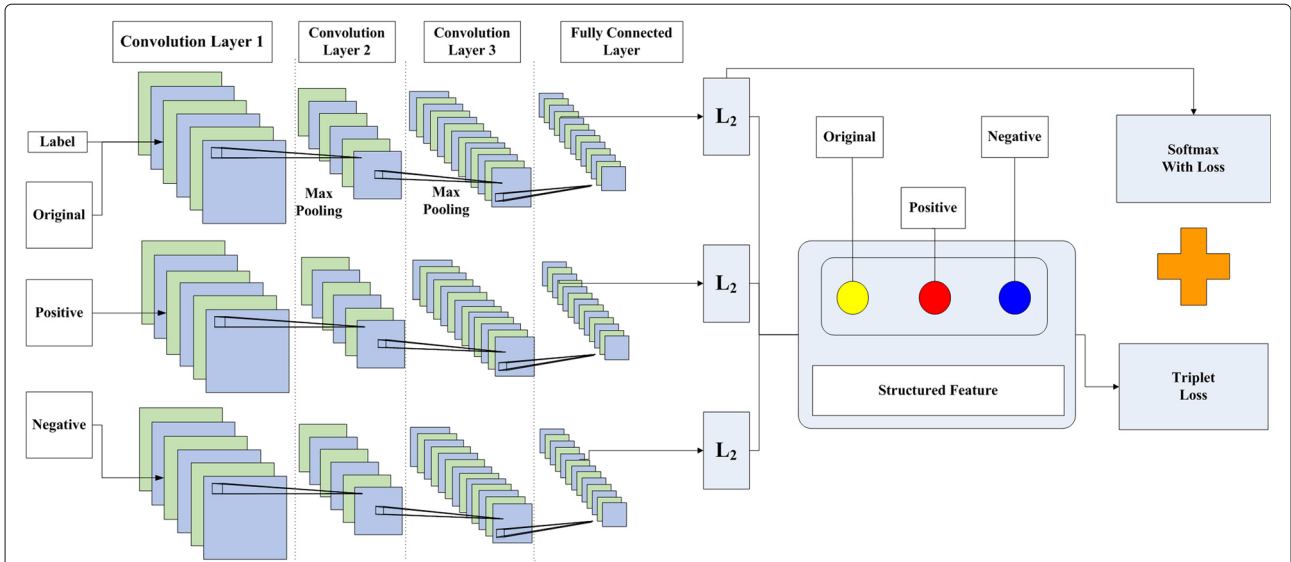 Convolution Layer 1
Convolution
Layer 2
Convolution
Layer 3
Fully Connected
Layer
Label
Original
Positive
Negative
Max
Pooling
Max
Pooling
L₂
L₂
L₂
Original
Positive
Negative
Structured Feature
Softmax
With Loss
Triplet
Loss